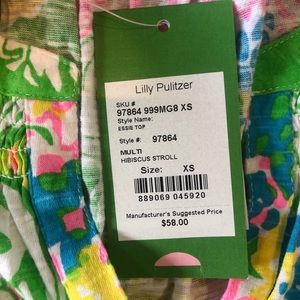 Lilly Pulitzer
SKU #
97864 999MG8 XS
Style Name:
ESSIE TOP
Style #: 97864
MULTI
HIBISCUS STROLL
Size: XS
889069 045920
Manufacturer's Suggested Price
$58.00